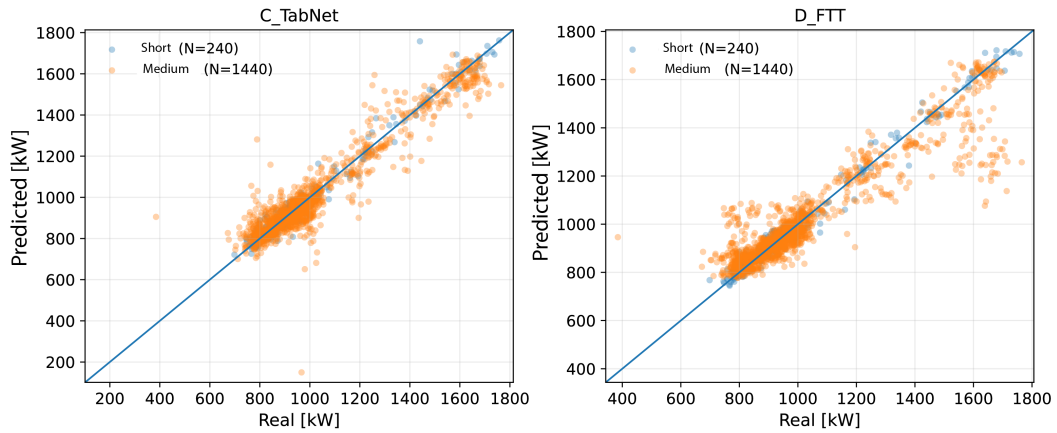 C_TabNet
Short (N=240)
Medium (N=1440)
Predicted [kW]
1800
1600
1400
1200
1000
800
600
400
200
200 400 600 800 1000 1200 1400 1600 1800
Real [kW]
D_FTT
Short (N=240)
Medium (N=1440)
Predicted [kW]
1800
1600
1400
1200
1000
800
600
400
400 600 800 1000 1200 1400 1600 1800
Real [kW]